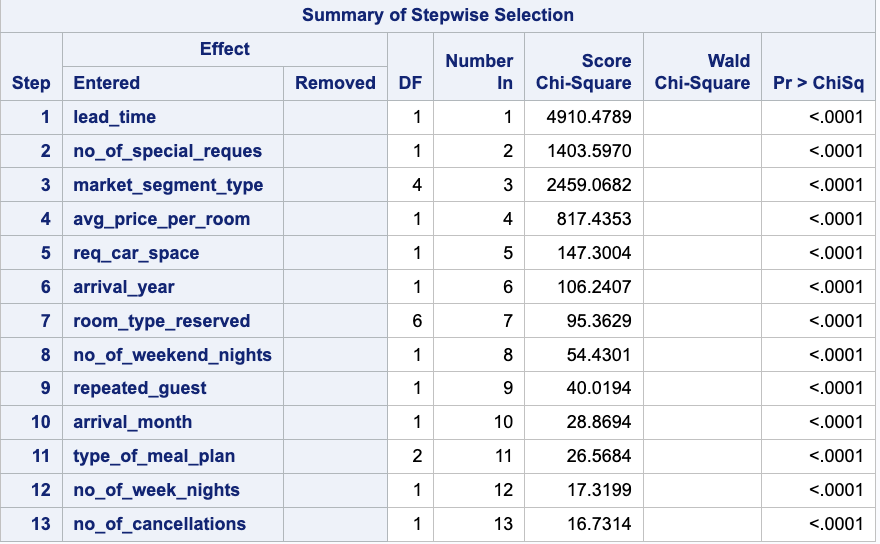 Summary of Stepwise Selection
Effect
Number Score Wald
Step Entered Removed DF In Chi-Square Chi-Square Pr > ChiSq
1 lead_time 1 1 4910.4789 <.0001
2 no_of_special_reques 1 2 1403.5970 <.0001
3 market_segment_type 4 3 2459.0682 <.0001
4 avg_price_per_room 1 4 817.4353 <.0001
5 req_car_space 1 5 147.3004 <.0001
6 arrival_year 1 6 106.2407 <.0001
7 room_type_reserved 6 7 95.3629 <.0001
8 no_of_weekend_nights 1 8 54.4301 <.0001
9 repeated_guest 1 9 40.0194 <.0001
10 arrival_month 1 10 28.8694 <.0001
11 type_of_meal_plan 2 11 26.5684 <.0001
12 no_of_week_nights 1 12 17.3199 <.0001
13 no_of_cancellations 1 13 16.7314 <.0001